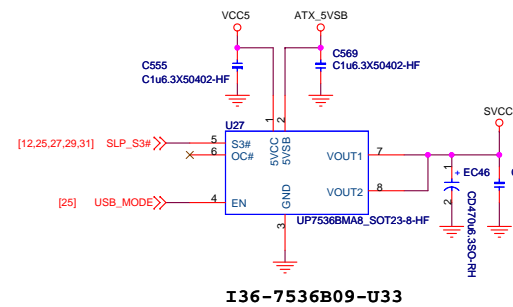 VCC5 ATX_5VSB
C555
C1u6.3X50402-HF
C569
C1u6.3X50402-HF
SVCC
U27
1 2
[12,25,27,29,31] SLP_S3# 5 S3# 5VCC 5VSB VOUT1 7
6 OC#
+ EC46
1
2
CD470u6.3SO-RH
C
VOUT2 8
[25] USB_MODE 4 EN GND
UP7536BMA8_SOT23-8-HF
3
I36-7536B09-U33